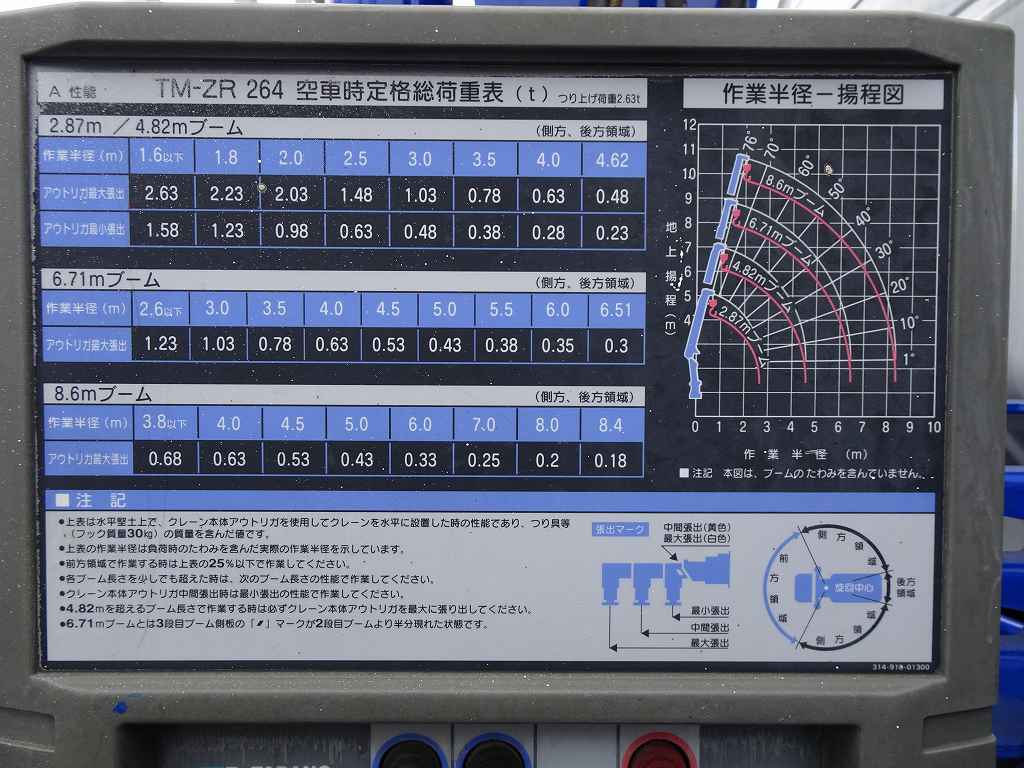 A 性能 TM-ZR 264 空車時定格総荷重表(t) つり上げ荷重2.63t
2.87m / 4.82mブーム (側方、後方領域)
作業半径(m) 1.6以下 1.8 2.0 2.5 3.0 3.5 4.0 4.62
アウトリガ最大張出 2.63 2.23 2.03 1.48 1.03 0.78 0.63 0.48
アウトリガ最小張出 1.58 1.23 0.98 0.63 0.48 0.38 0.28 0.23
6.71mブーム (側方、後方領域)
作業半径(m) 2.6以下 3.0 3.5 4.0 4.5 5.0 5.5 6.0 6.51
アウトリガ最大張出 1.23 1.03 0.78 0.63 0.53 0.43 0.38 0.35 0.3
8.6mブーム (側方、後方領域)
作業半径(m) 3.8以下 4.0 4.5 5.0 6.0 7.0 8.0 8.4
アウトリガ最大張出 0.68 0.63 0.53 0.43 0.33 0.25 0.2 0.18
作業半径－揚程図
12
11
10
9
8
7
6
5
4
地上揚程(m)
76°
70°
60°
50°
40°
30°
20°
10°
1°
8.6mブーム
6.71mブーム
4.82mブーム
2.87mブーム
0 1 2 3 4 5 6 7 8 9 10
作業半径 (m)
■注記 本図は、ブームのたわみを含んでいません。
■注 記
●上表は水平堅土上で、クレーン本体アウトリガを使用してクレーンを水平に設置した時の性能であり、つり具等
(フック質量30kg)の質量を含んだ値です。
●上表の作業半径は負荷時のたわみを含んだ実際の作業半径を示しています。
●前方領域で作業する時は上表の25%以下で作業してください。
●各ブーム長さを少しでも超えた時は、次のブーム長さの性能で作業してください。
●クレーン本体アウトリガ中間張出時は最小張出の性能で作業してください。
●4.82mを超えるブーム長さで作業する時は必ずクレーン本体アウトリガを最大に張り出してください。
●6.71mブームとは3段目ブーム側板の「〃」マークが2段目ブームより半分現れた状態です。
張出マーク
中間張出(黄色)
最大張出(白色)
最小張出
中間張出
最大張出
側方領域
前方領域
旋回中心
後方
領域
側方領域
314-918-01300